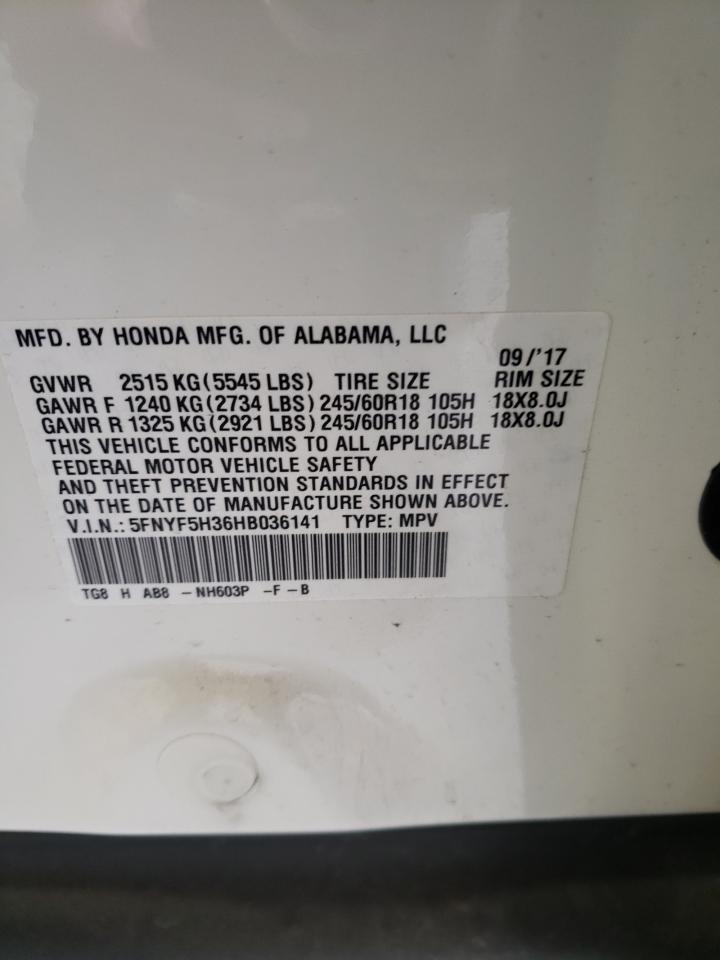 MFD. BY HONDA MFG. OF ALABAMA, LLC
09/'17
GVWR 2515 KG (5545 LBS) TIRE SIZE RIM SIZE
GAWR F 1240 KG (2734 LBS) 245/60R18 105H 18X8.0J
GAWR R 1325 KG (2921 LBS) 245/60R18 105H 18X8.0J
THIS VEHICLE CONFORMS TO ALL APPLICABLE
FEDERAL MOTOR VEHICLE SAFETY
AND THEFT PREVENTION STANDARDS IN EFFECT
ON THE DATE OF MANUFACTURE SHOWN ABOVE.
V.I.N.: 5FNYF5H36HB036141 TYPE: MPV
TG8 H AB8 -NH603P -F-B